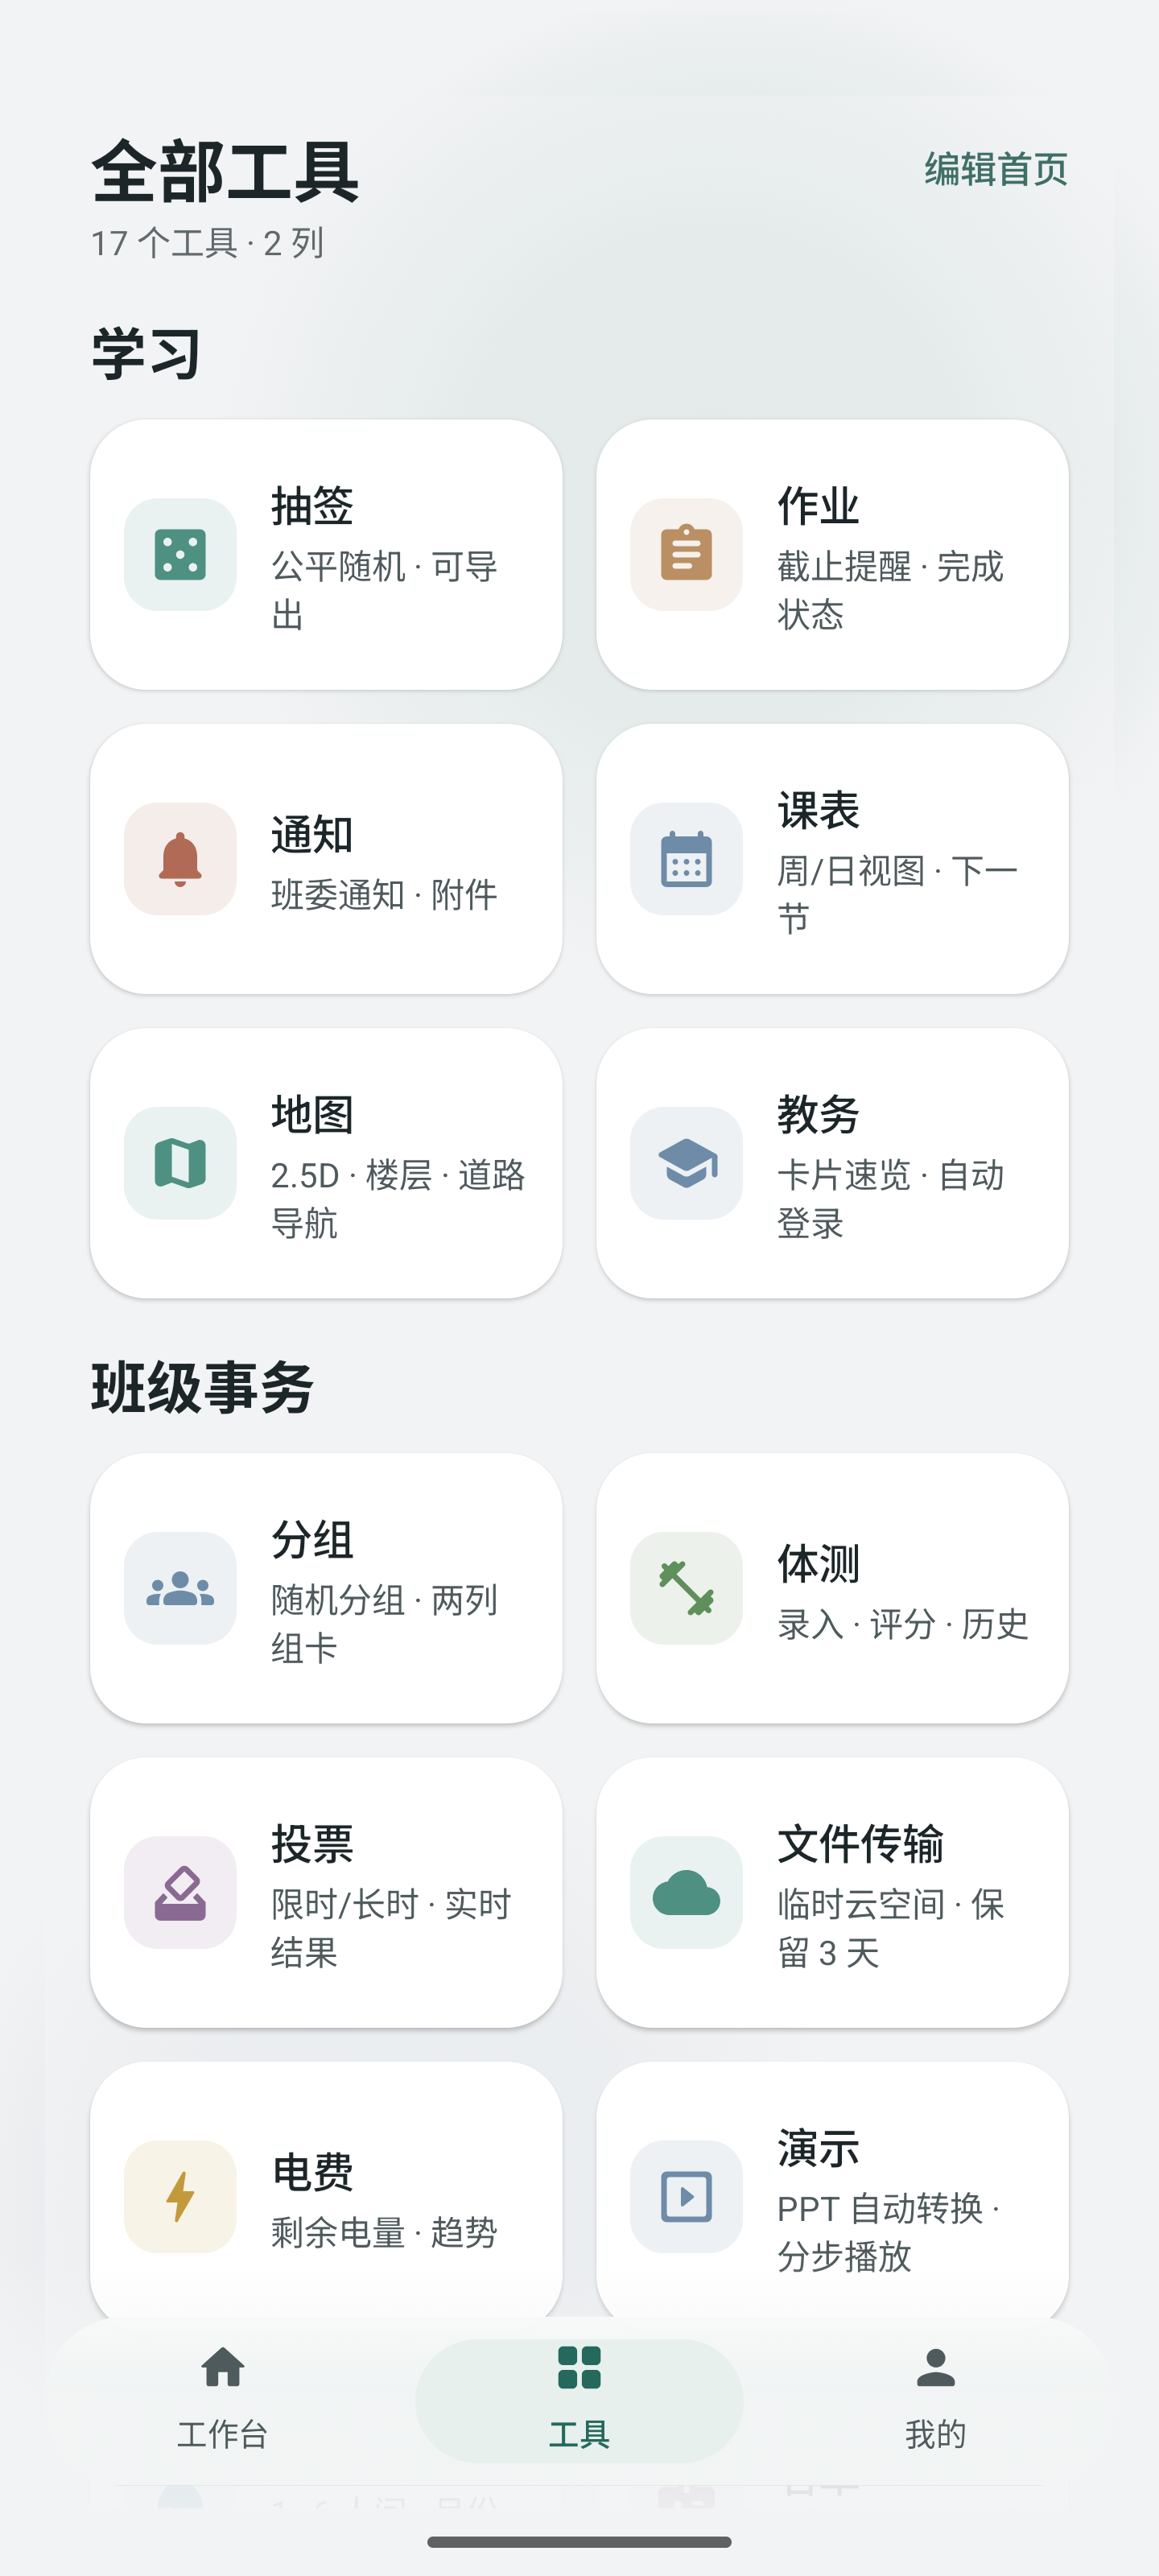 全部工具
编辑首页
17 个工具 · 2 列
学习
抽签
公平随机 · 可导
出
作业
截止提醒 · 完成
状态
通知
班委通知 · 附件
课表
周/日视图 · 下一
节
地图
2.5D · 楼层 · 道路
导航
教务
卡片速览 · 自动
登录
班级事务
分组
随机分组 · 两列
组卡
体测
录入 · 评分 · 历史
投票
限时/长时 · 实时
结果
文件传输
临时云空间 · 保
留 3 天
电费
剩余电量 · 趋势
演示
PPT 自动转换 ·
分步播放
工作台
工具
我的